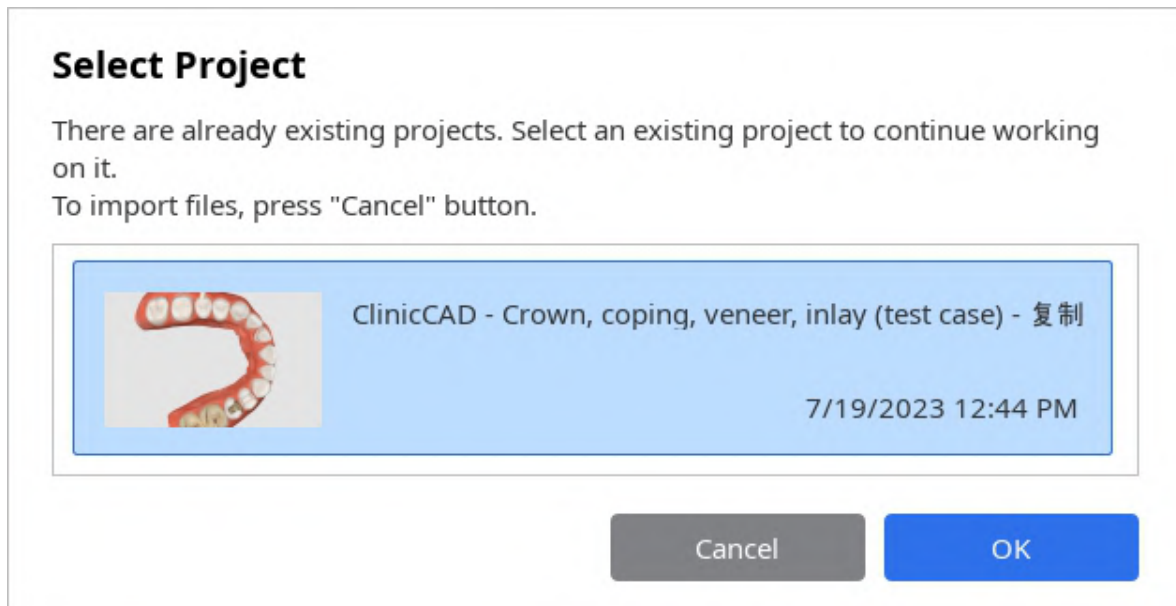 Select Project
There are already existing projects. Select an existing project to continue working
on it.
To import files, press "Cancel" button.
ClinicCAD - Crown, coping, veneer, inlay (test case) - 复制
7/19/2023 12:44 PM
Cancel
OK